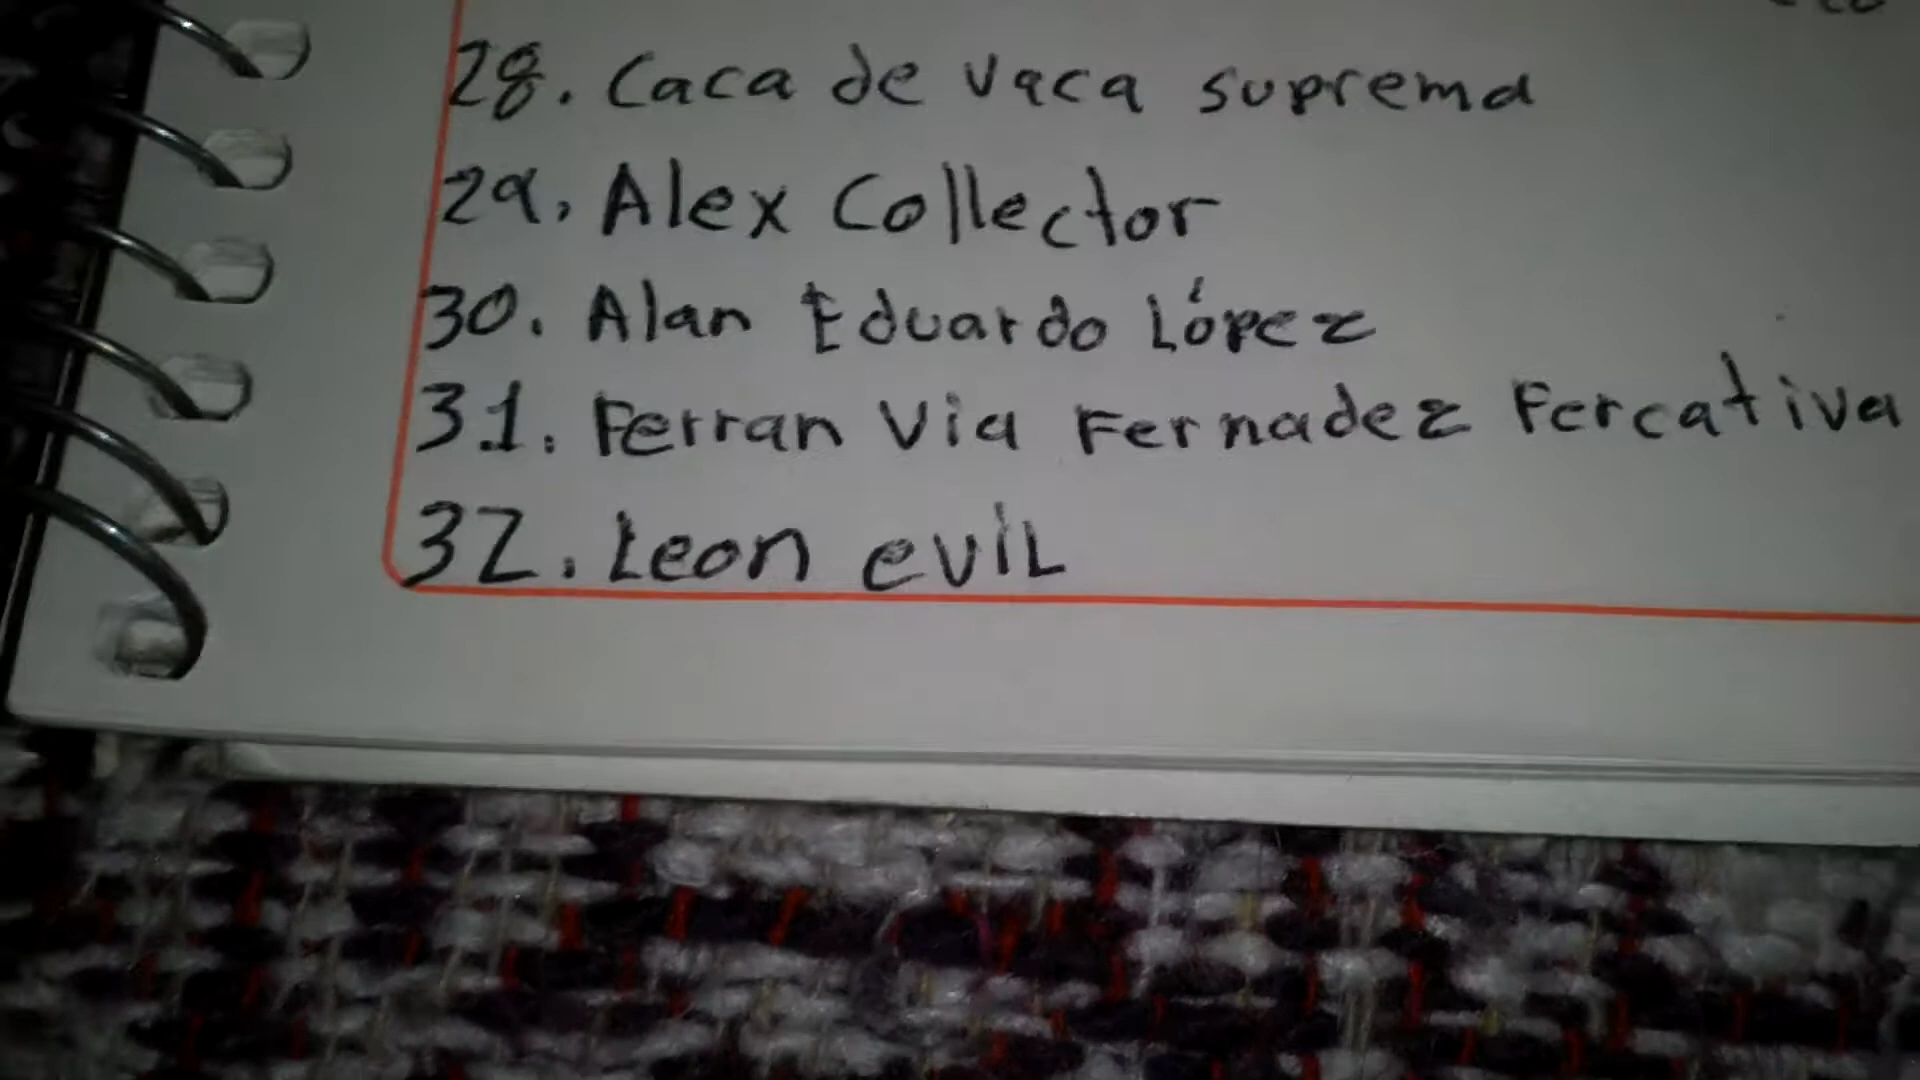 28. Caca de vaca suprema
29. Alex Collector
30. Alan Eduardo López
31. Ferran Via Fernadez Fercativa
32. Leon eviL